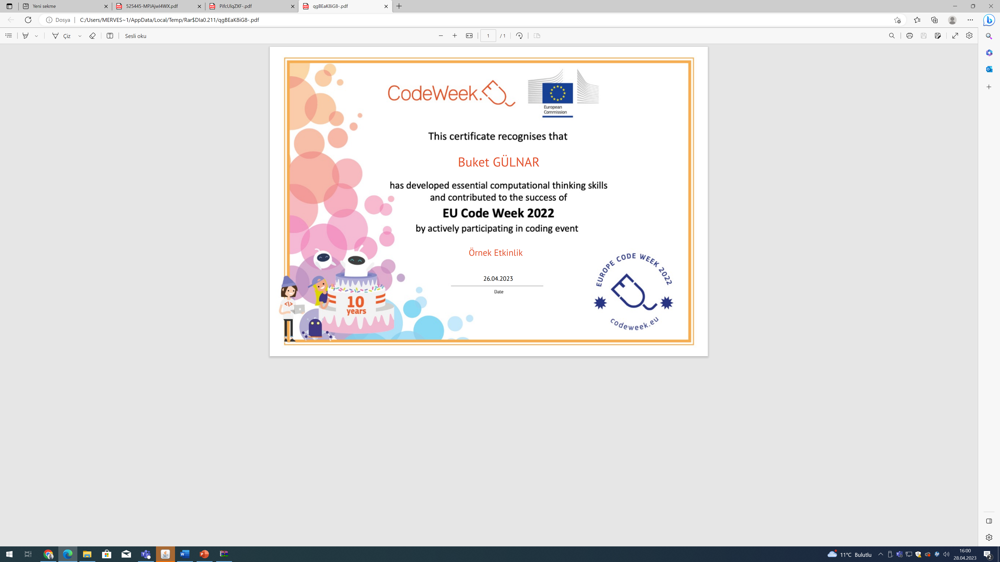 Yeni sekme
525445-MPJAjwI4WX.pdf
PifcUlqZXF-.pdf
qgBEaK8iG8-.pdf
Dosya
C:/Users/MERVES~1/AppData/Local/Temp/Rar$DIa0.211/qgBEaK8iG8-.pdf
Çiz
Sesli oku
1
/ 1
CodeWeek.
European
Commission
This certificate recognises that
Buket GÜLNAR
has developed essential computational thinking skills
and contributed to the success of
EU Code Week 2022
by actively participating in coding event
Örnek Etkinlik
26.04.2023
Date
10
years
</>
EUROPE CODE WEEK 2022
codeweek.eu
11°C Bulutlu
16:00
28.04.2023
2